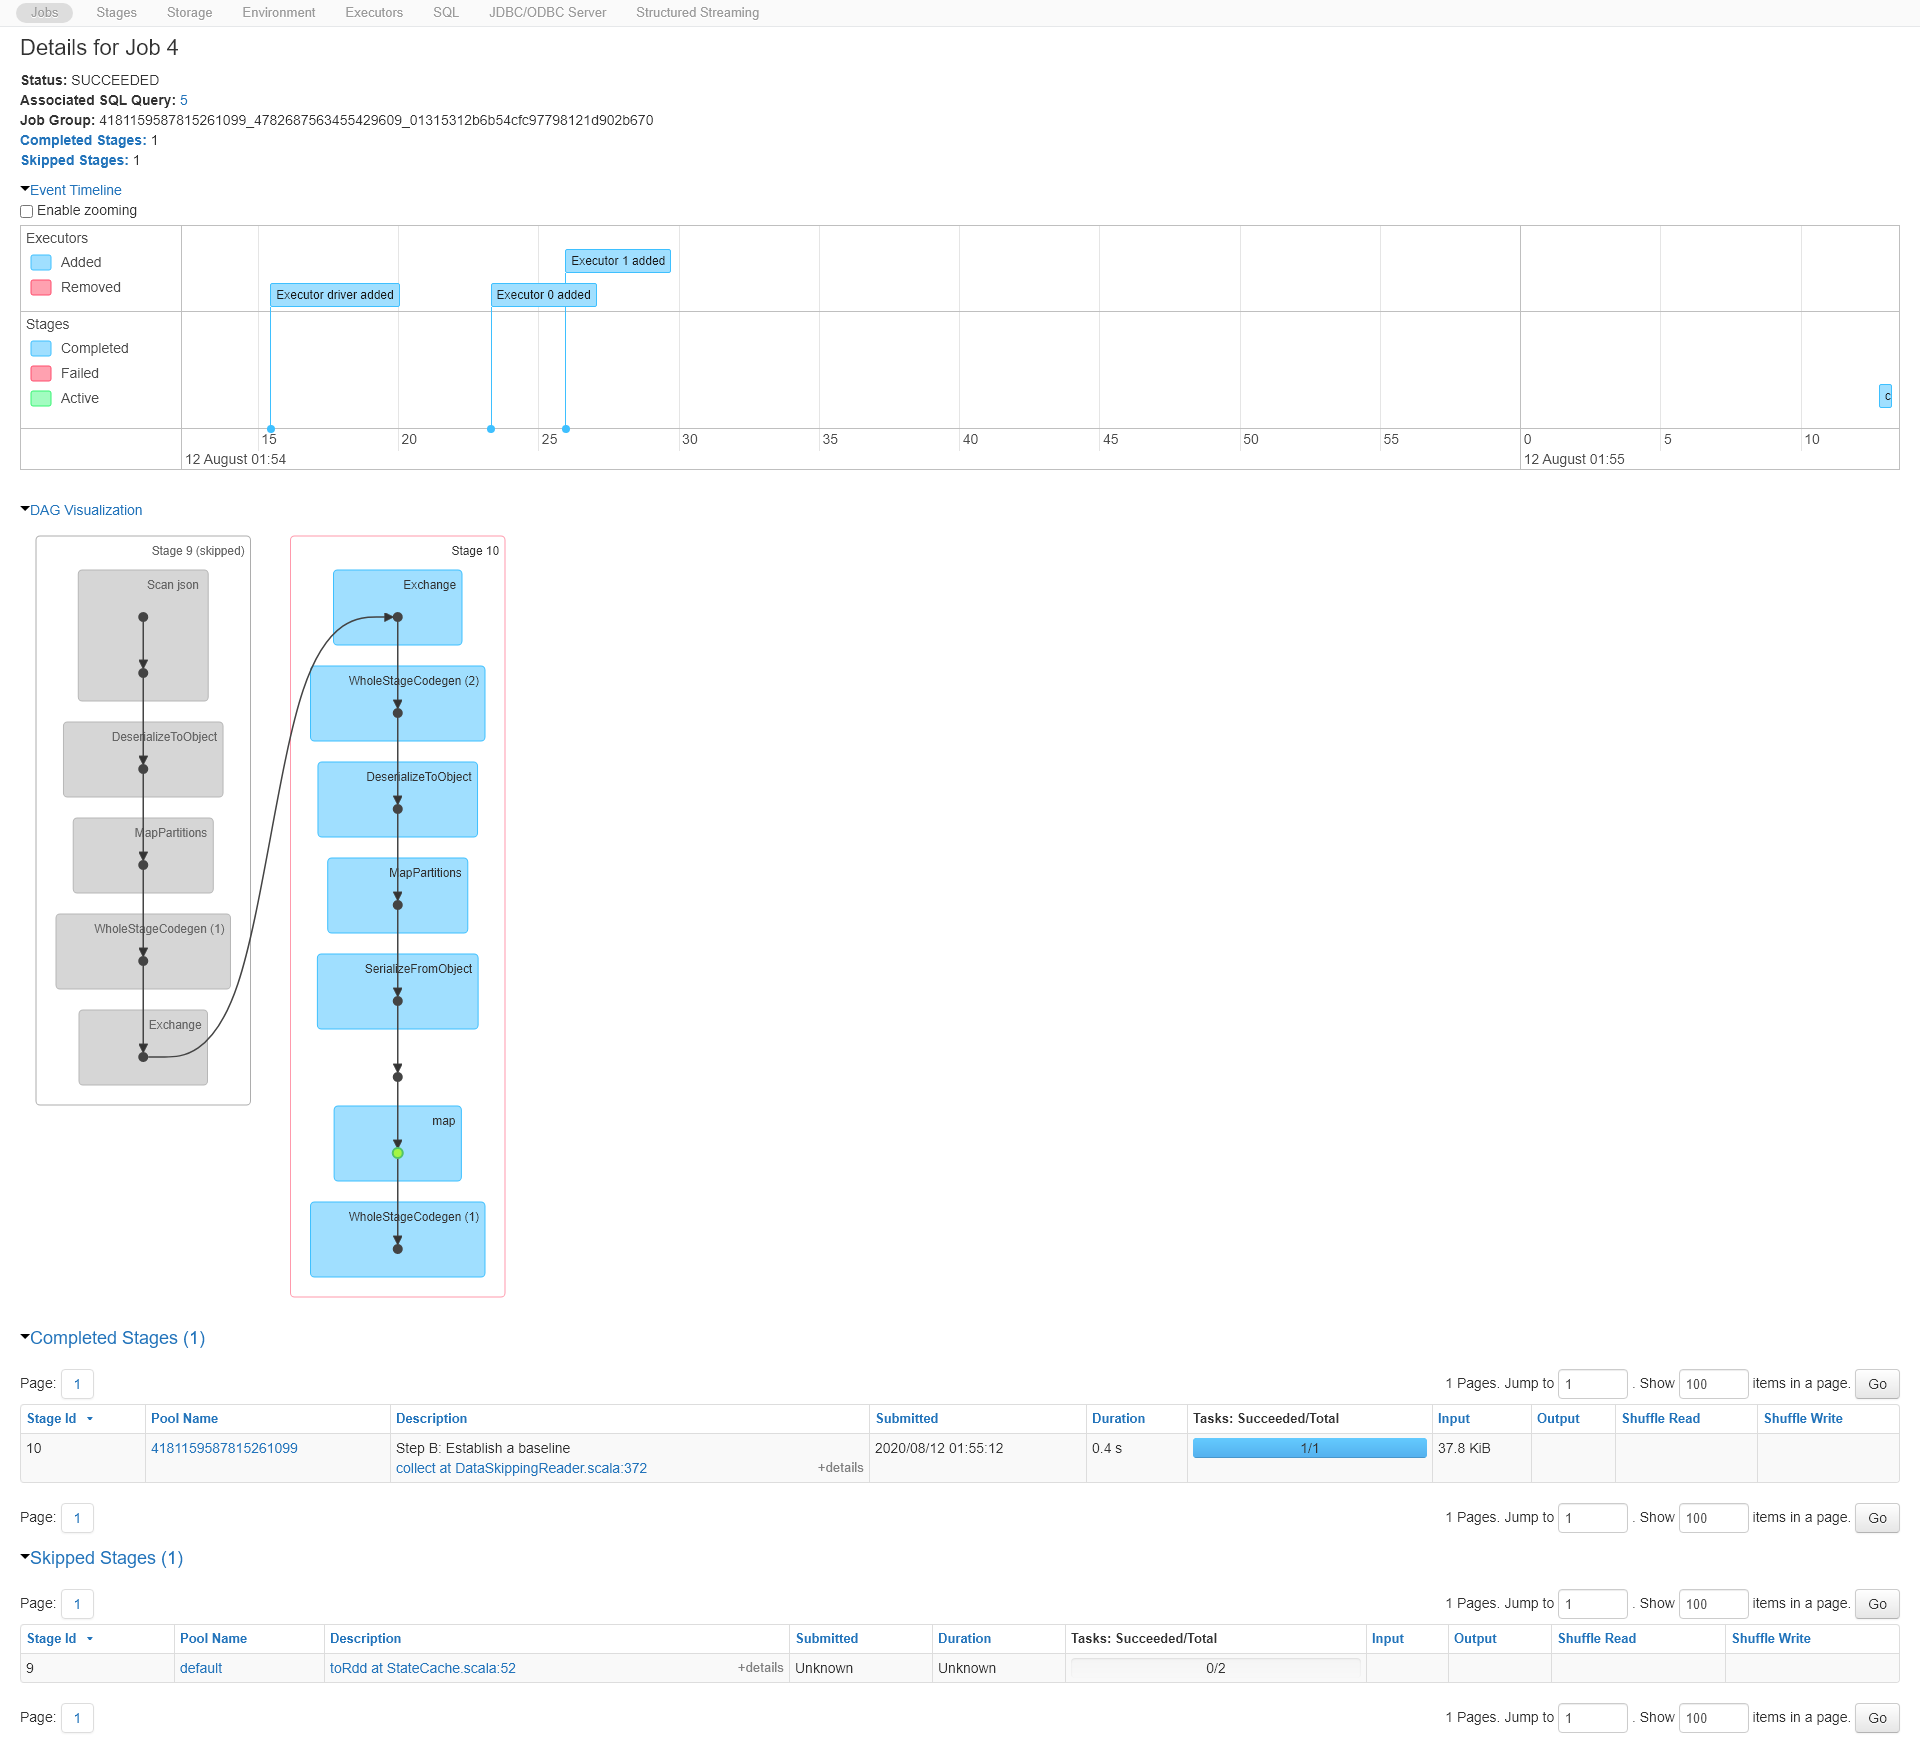 Jobs Stages Storage Environment Executors SQL JDBC/ODBC Server Structured Streaming
Details for Job 4
Status: SUCCEEDED
Associated SQL Query: 5
Job Group: 4181159587815261099_4782687563455429609_01315312b6b54cfc97798121d902b670
Completed Stages: 1
Skipped Stages: 1
Event Timeline
Enable zooming
Executors
Added
Removed
Executor driver added
Executor 0 added
Executor 1 added
Stages
Completed
Failed
Active
c
15 20 25 30 35 40 45 50 55 0 5 10
12 August 01:54 12 August 01:55
DAG Visualization
Stage 9 (skipped)
Scan json
DeserializeToObject
MapPartitions
WholeStageCodegen (1)
Exchange
Stage 10
Exchange
WholeStageCodegen (2)
DeserializeToObject
MapPartitions
SerializeFromObject
map
WholeStageCodegen (1)
Completed Stages (1)
Page: 1 1 Pages. Jump to 1 . Show 100 items in a page. Go
Stage Id Pool Name Description Submitted Duration Tasks: Succeeded/Total Input Output Shuffle Read Shuffle Write
10 4181159587815261099 Step B: Establish a baseline 2020/08/12 01:55:12 0.4 s 1/1 37.8 KiB
collect at DataSkippingReader.scala:372 +details
Page: 1 1 Pages. Jump to 1 . Show 100 items in a page. Go
Skipped Stages (1)
Page: 1 1 Pages. Jump to 1 . Show 100 items in a page. Go
Stage Id Pool Name Description Submitted Duration Tasks: Succeeded/Total Input Output Shuffle Read Shuffle Write
9 default toRdd at StateCache.scala:52 +details Unknown Unknown 0/2
Page: 1 1 Pages. Jump to 1 . Show 100 items in a page. Go